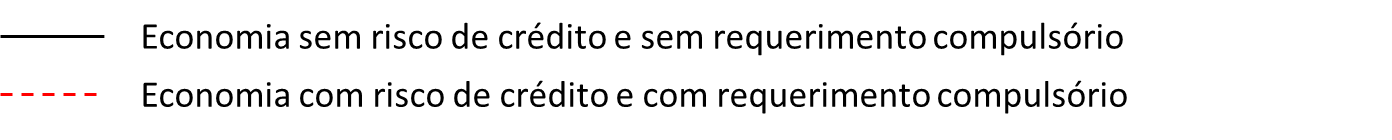 Economia sem risco de crédito e sem requerimento compulsório
Economia com risco de crédito e com requerimento compulsório